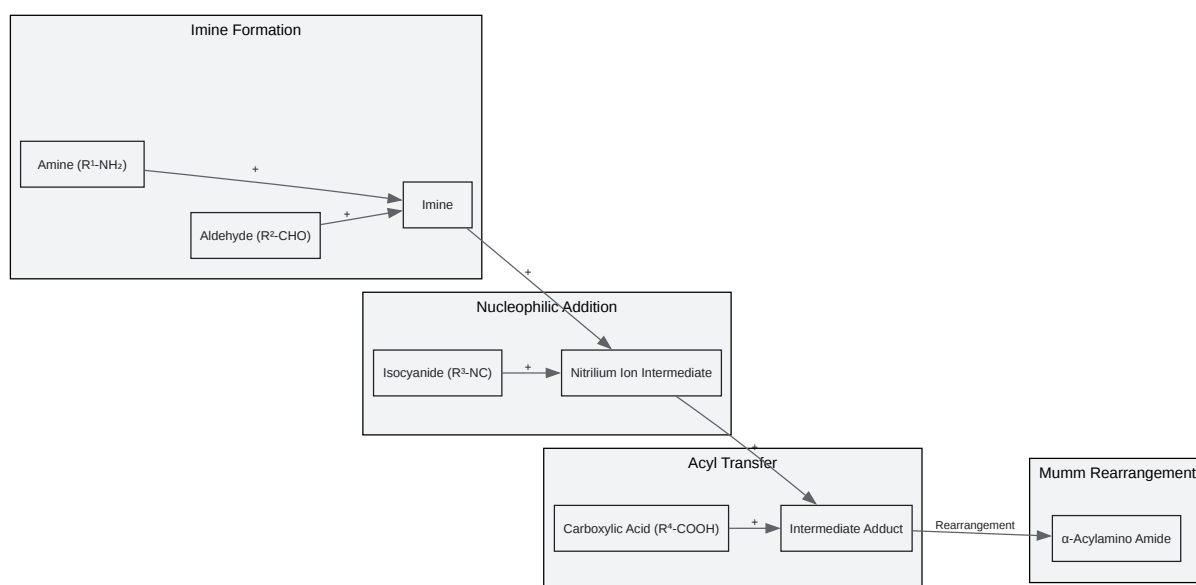 Imine Formation
Amine (R¹-NH₂)
+
Aldehyde (R²-CHO)
+
Imine
+
Nucleophilic Addition
Isocyanide (R³-NC)
+
Nitrilium Ion Intermediate
+
Acyl Transfer
Carboxylic Acid (R⁴-COOH)
+
Intermediate Adduct
Rearrangement
Mumm Rearrangement
α-Acylamino Amide